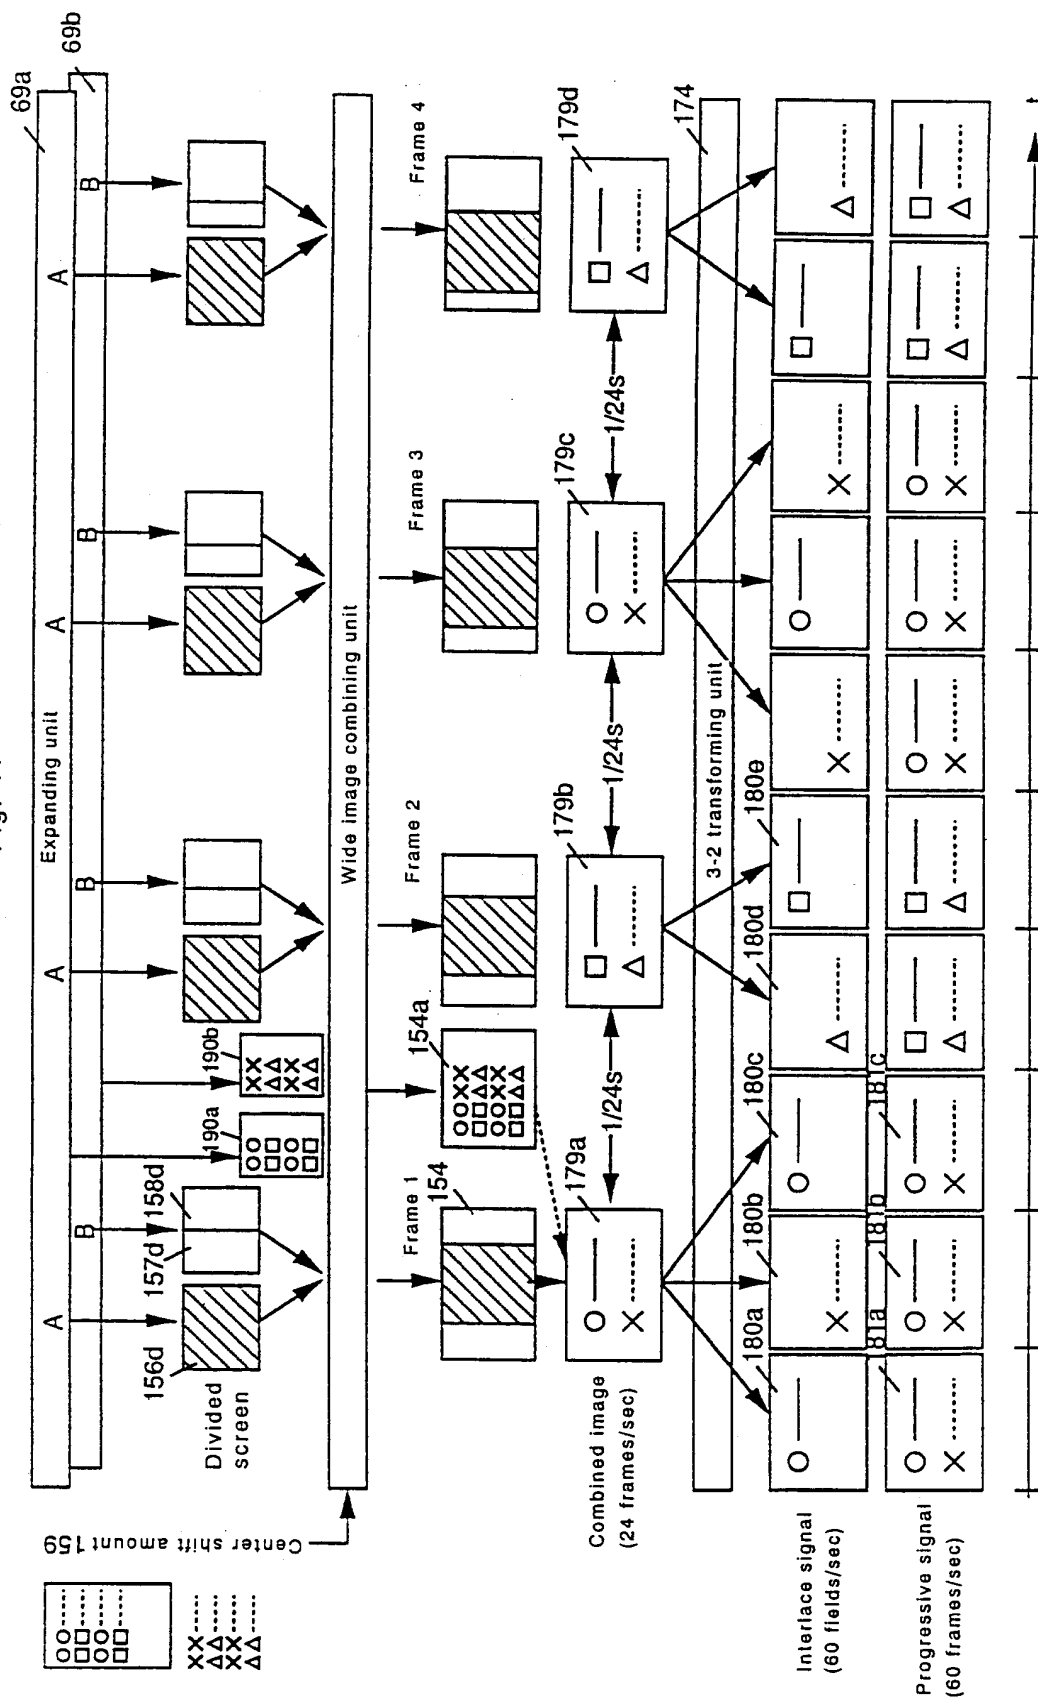 69a
69b
Expanding unit
A
B
A
B
A
B
A
B
156d
157d
158d
190a
190b
Divided
screen
Center shift amount 159
Wide image combining unit
Frame 1
Frame 2
Frame 3
Frame 4
154
154a
179a
179b
179c
179d
1/24s
1/24s
1/24s
Combined image
(24 frames/sec)
3-2 transforming unit
174
180a
180b
180c
180d
180e
Interlace signal
(60 fields/sec)
181a
181b
181c
Progressive signal
(60 frames/sec)
t